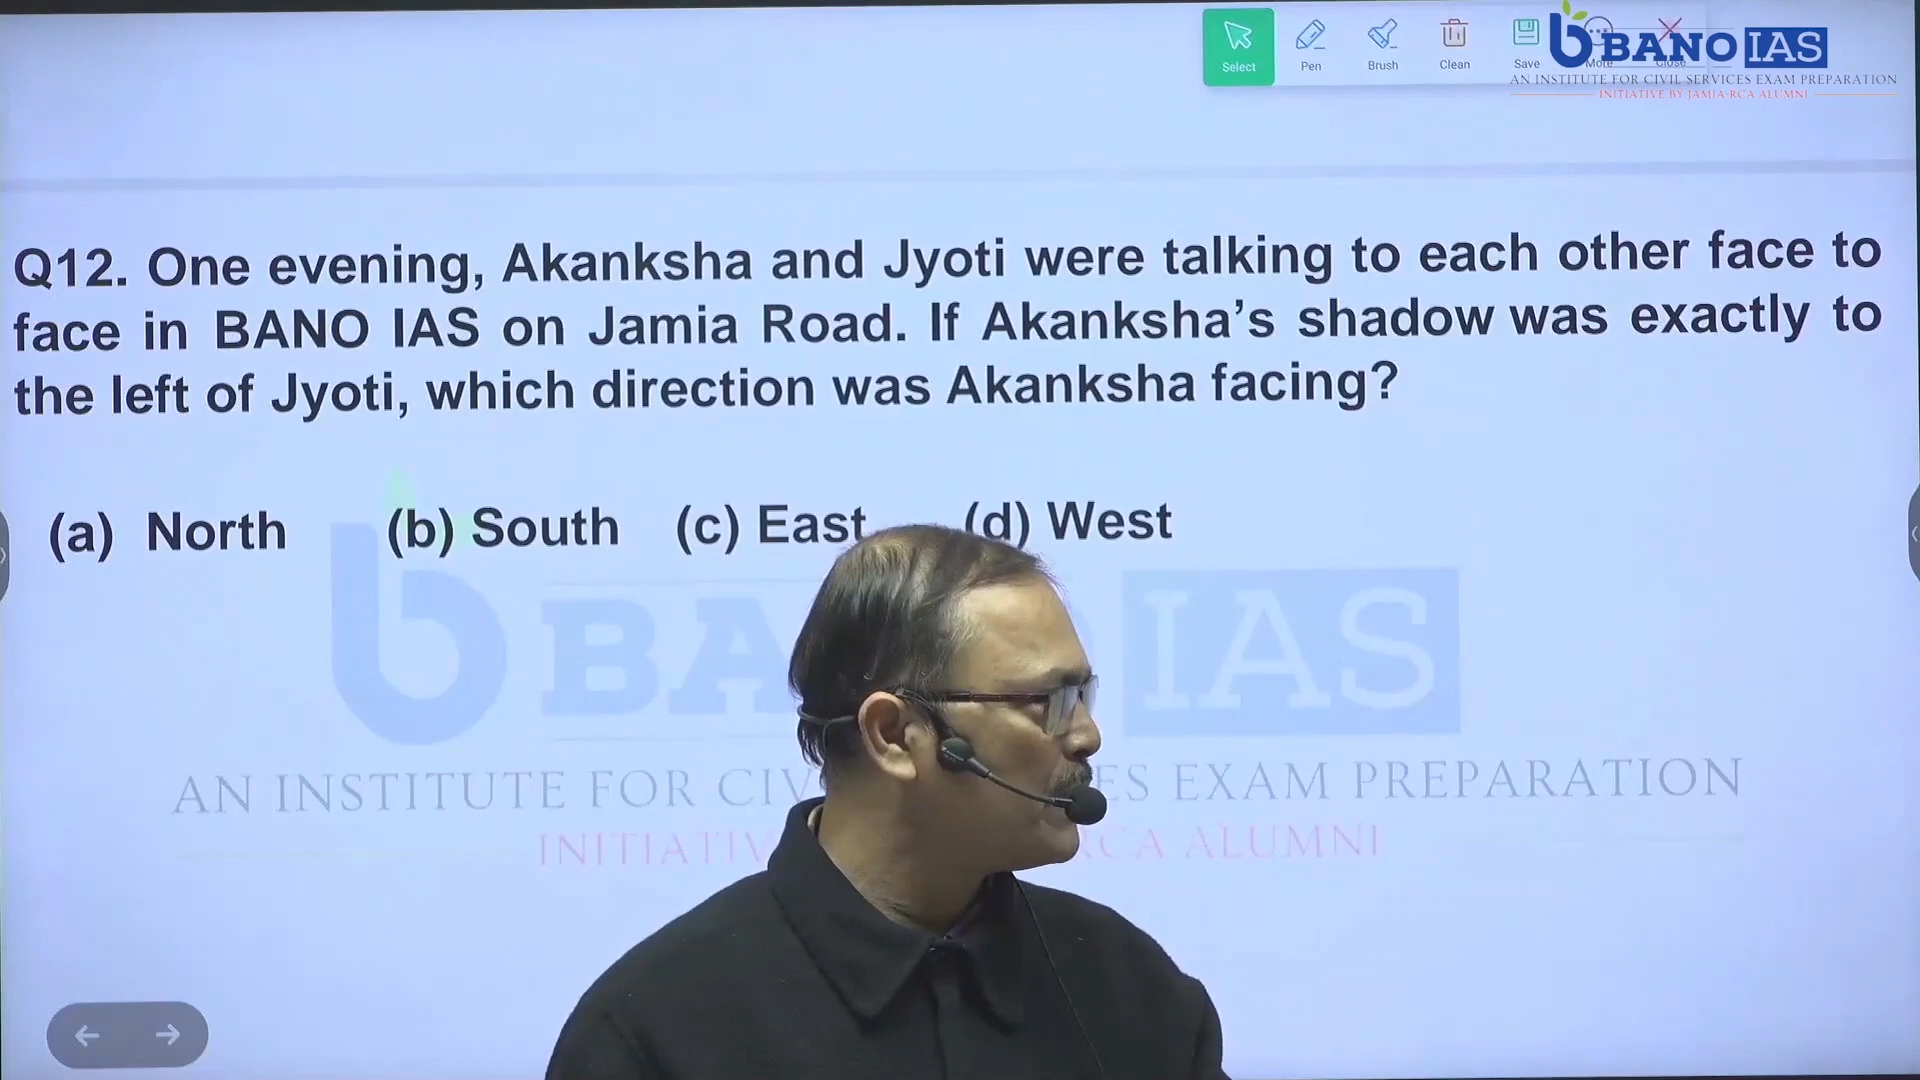 Select Pen Brush Clean Save More Close
BANO IAS
AN INSTITUTE FOR CIVIL SERVICES EXAM PREPARATION
INITIATIVE BY JAMIA-RCA ALUMNI
Q12. One evening, Akanksha and Jyoti were talking to each other face to
face in BANO IAS on Jamia Road. If Akanksha’s shadow was exactly to
the left of Jyoti, which direction was Akanksha facing?
(a) North (b) South (c) East (d) West
IAS
AN INSTITUTE FOR EXAM PREPARATION
ALUMNI